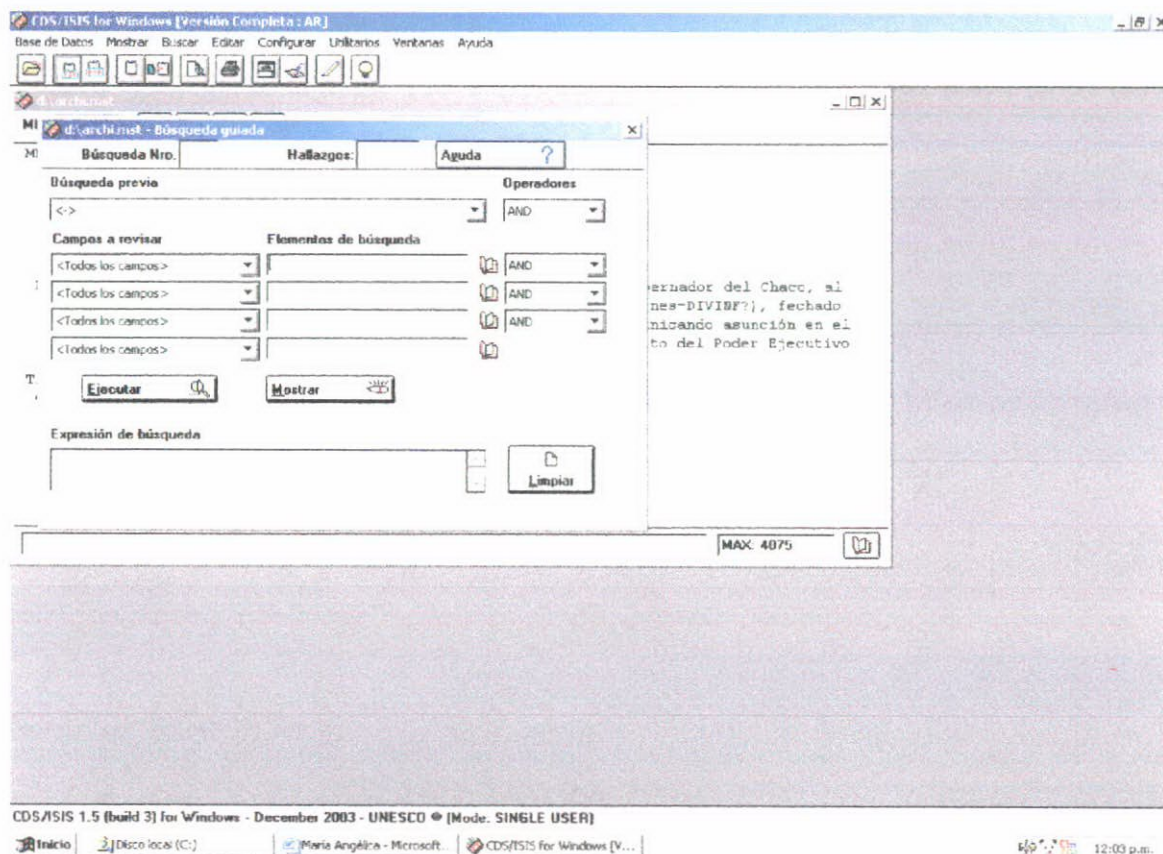 CDS/ISIS for Windows [Versión Completa : AR]
Base de Datos Mostrar Buscar Editar Configurar Utilitarios Ventanas Ayuda
d:\archi.mst
d:\archi.mst - Búsqueda guiada
Búsqueda Nro. Hallazgos: Ayuda ?
Búsqueda previa Operadores
<-> AND
Campos a revisar Elementos de búsqueda
<Todos los campos> AND
<Todos los campos> AND
<Todos los campos> AND
<Todos los campos>
ernador del Chaco, al
nes-DIVINF?), fechado
nicando asunción en el
to del Poder Ejecutivo
Ejecutar Mostrar
Expresión de búsqueda
Limpiar
MAX: 4075
CDS/ISIS 1.5 (build 3) for Windows - December 2003 - UNESCO [Mode: SINGLE USER]
Inicio Disco local (C:) María Angélica - Microsoft... CDS/ISIS for Windows [V... 12:03 p.m.